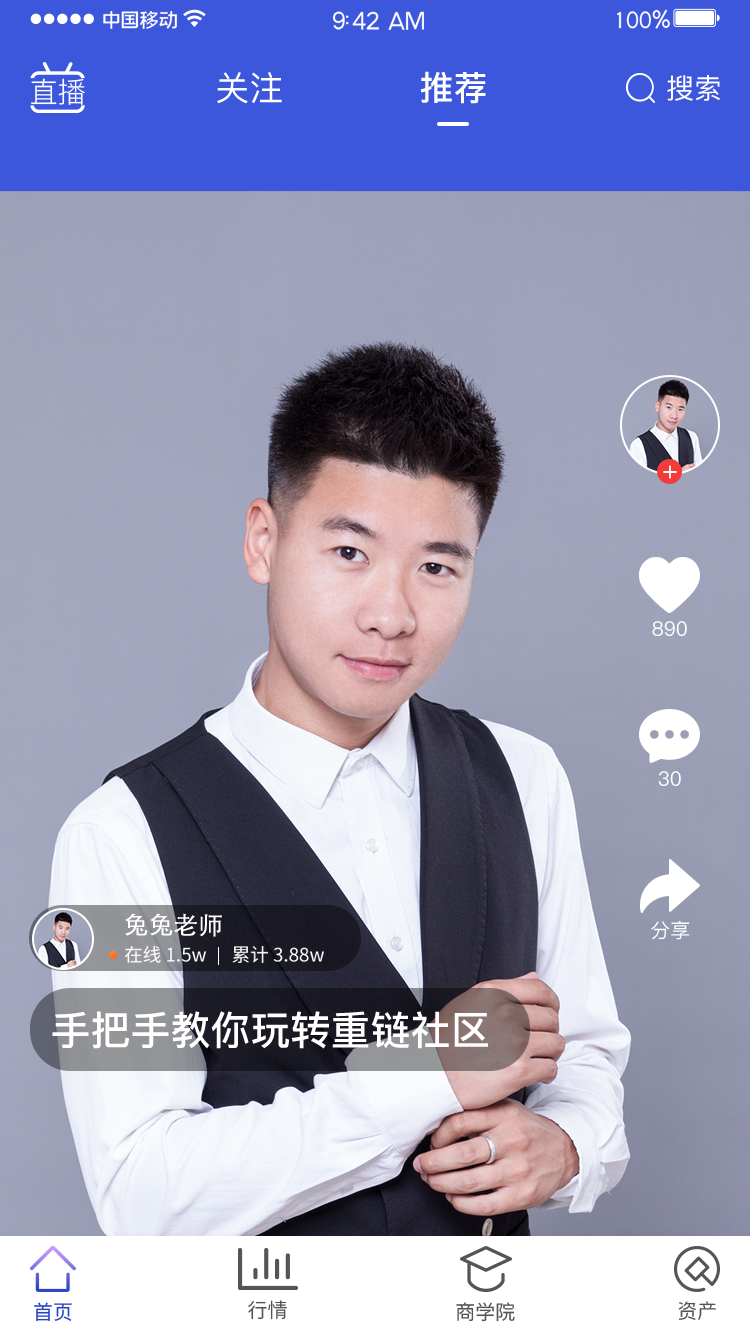 中国移动 9:42 AM 100%
直播 关注 推荐 搜索
890
30
分享
兔兔老师
在线 1.5w | 累计 3.88w
手把手教你玩转重链社区
首页 行情 商学院 资产